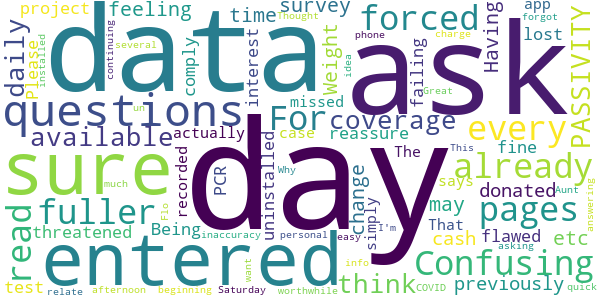 project
feeling
time
survey
forced
app
lost
Having
PASSIVITY
daily
Please
continuing
installed
data
comply
interest
Weight
several
Thought
phone
charge
idea
Great
failing
ask
forgot
questions
For
missed
coverage
available
actually
case
reassure
every
un
sure
day
recorded
PCR
uninstalled
Why
The
This
fine
already
says
donated
Aunt
read
fuller
much
Being
threatened
change
simply
That
I'm
may
cash
flawed
pages
etc
answering
entered
Flo
inaccuracy
personal
easy
want
think
Confusing
asking
test
relate
afternoon
beginning
Saturday
worthwhile
info
COVID
previously
quick